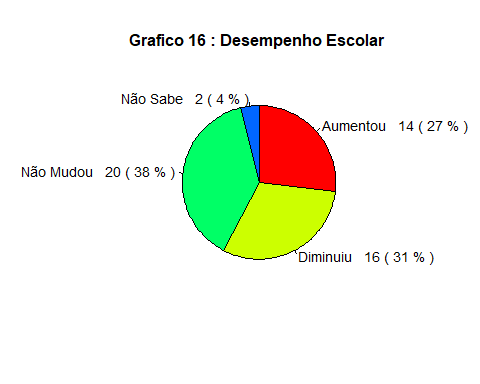 Grafico 16 : Desempenho Escolar
Não Sabe 2 ( 4 % )
Aumentou 14 ( 27 % )
Não Mudou 20 ( 38 % )
Diminuiu 16 ( 31 % )